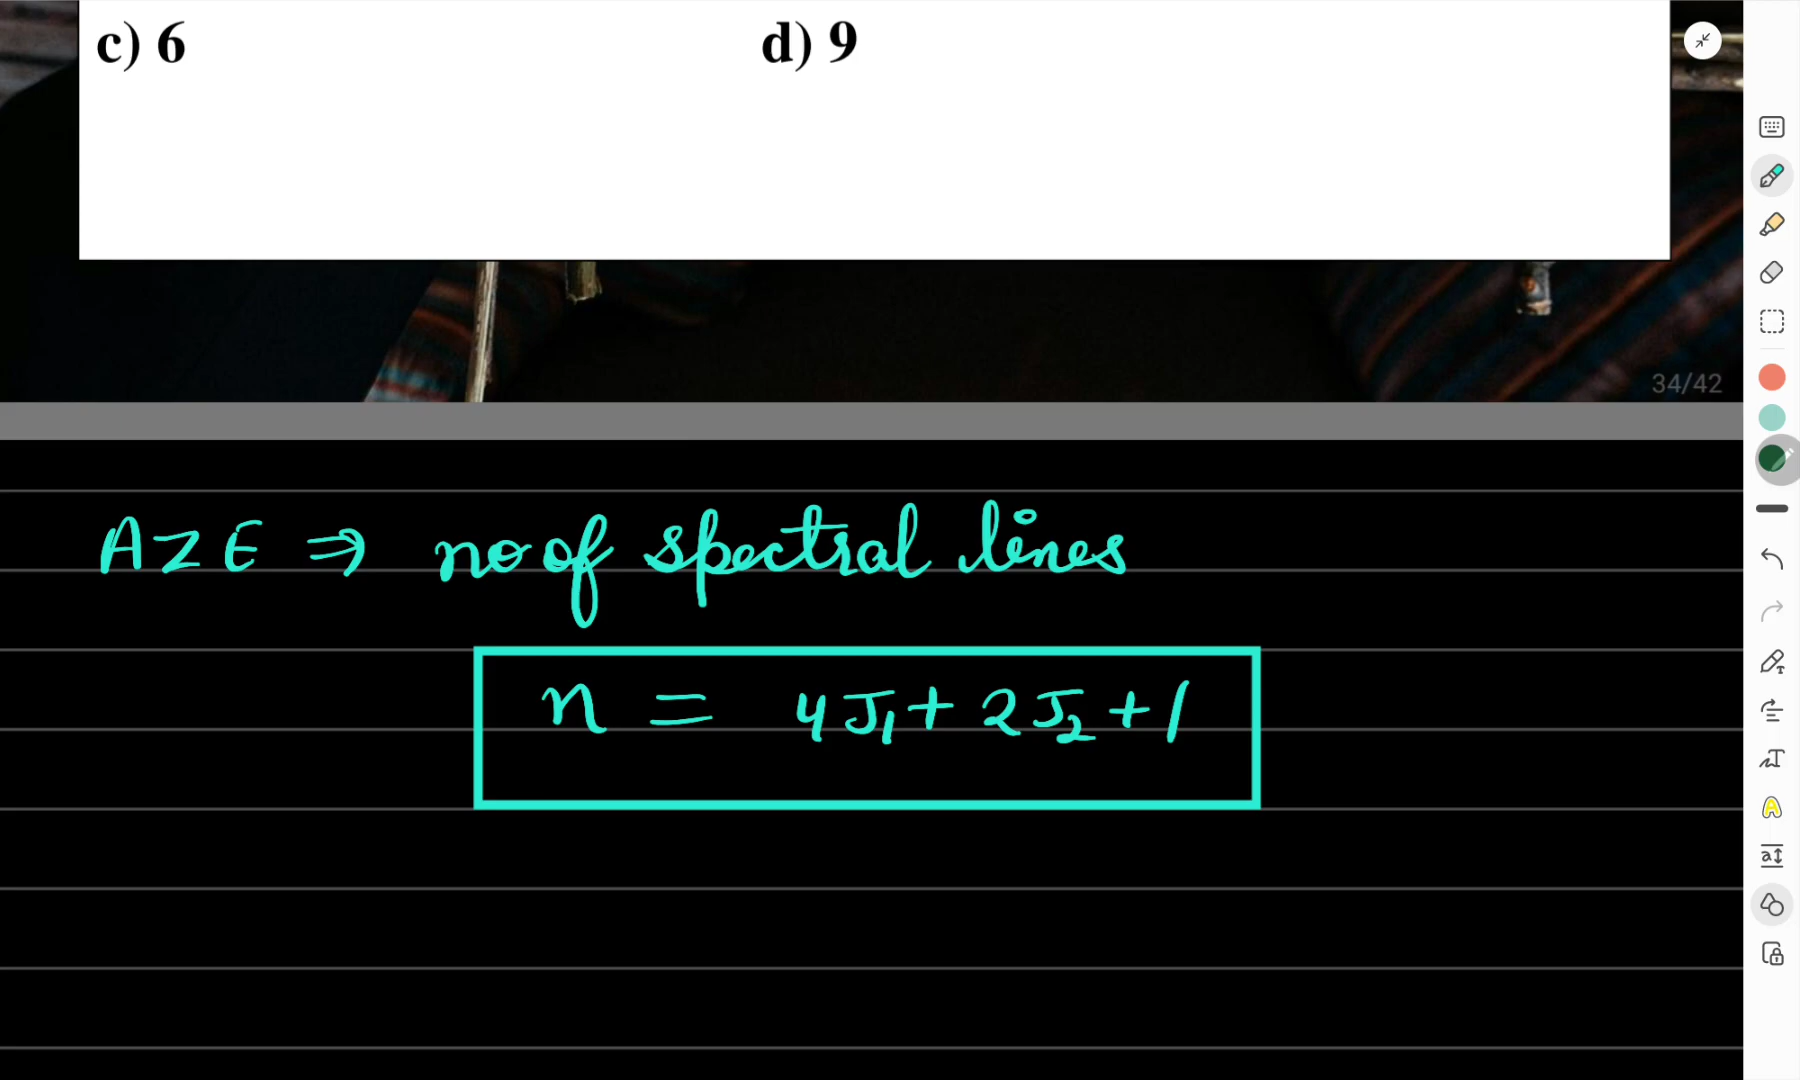 c) 6 d) 9
34/42
AZE ⇒ no of spectral lines
n = 4J₁ + 2J₂ + 1